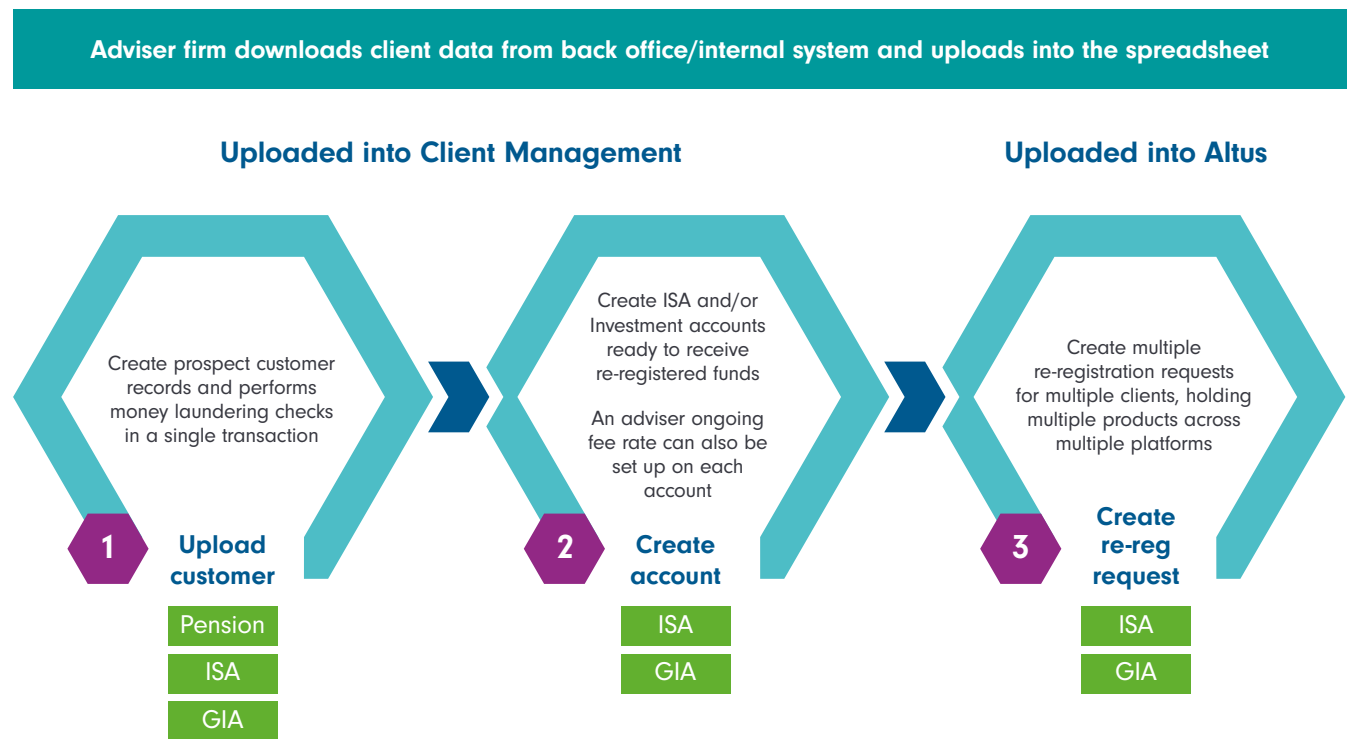 Adviser firm downloads client data from back office/internal system and uploads into the spreadsheet
Uploaded into Client Management
Uploaded into Altus
Create prospect customer
records and performs
money laundering checks
in a single transaction
1
Upload
customer
Pension
ISA
GIA
Create ISA and/or
Investment accounts
ready to receive
re-registered funds
An adviser ongoing
fee rate can also be
set up on each
account
2
Create
account
ISA
GIA
Create multiple
re-registration requests
for multiple clients, holding
multiple products across
multiple platforms
3
Create
re-reg
request
ISA
GIA